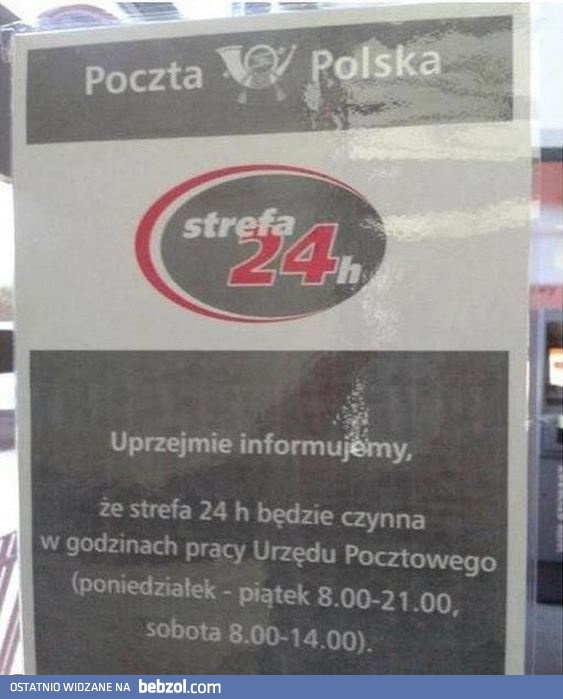 Poczta Polska
strefa
24h
Uprzejmie informujemy,
że strefa 24 h będzie czynna
w godzinach pracy Urzędu Pocztowego
(poniedziałek - piątek 8.00-21.00,
sobota 8.00-14.00).
OSTATNIO WIDZANE NA bebzol.com